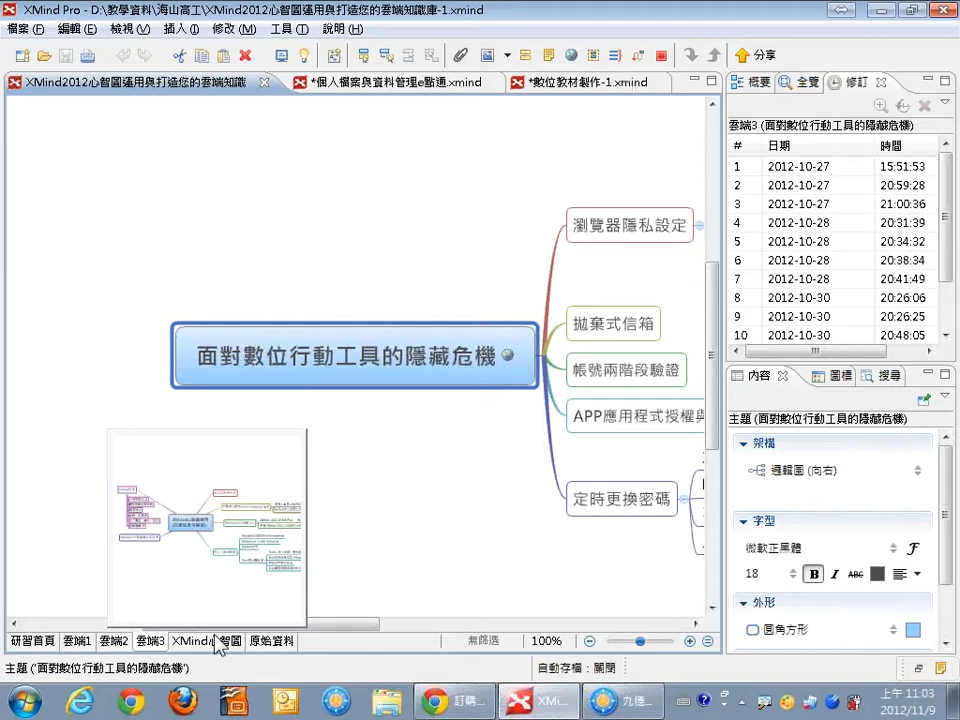 XMind Pro - D:\教學資料\海山高工\XMind2012心智圖運用與打造您的雲端知識庫-1.xmind
檔案(F) 編輯(E) 檢視(V) 插入(I) 修改(M) 工具(T) 說明(H)
分享
XMind2012心智圖運用與打造您的雲端知識 *個人檔案與資料管理e點通.xmind *數位教材製作-1.xmind
概要 全覽 修訂
雲端3 (面對數位行動工具的隱藏危機)
# 日期 時間
1 2012-10-27 15:51:53
2 2012-10-27 20:59:28
3 2012-10-27 21:00:36
4 2012-10-28 20:31:39
5 2012-10-28 20:34:32
6 2012-10-28 20:38:34
7 2012-10-28 20:41:49
8 2012-10-30 20:26:06
9 2012-10-30 20:26:25
10 2012-10-30 20:48:05
瀏覽器隱私設定
拋棄式信箱
面對數位行動工具的隱藏危機
帳號兩階段驗證
APP應用程式授權與
定時更換密碼
內容 圖標 搜尋
主題 (面對數位行動工具的隱藏危機)
架構
邏輯圖 (向右)
字型
微軟正黑體
18 B I ABC
外形
圓角方形
研習首頁 雲端1 雲端2 雲端3 XMind心智圖 原始資料 無篩選 100%
主題 ('面對數位行動工具的隱藏危機') 自動存檔：關閉
訂購... XMi... 九德... 上午 11:03
2012/11/9